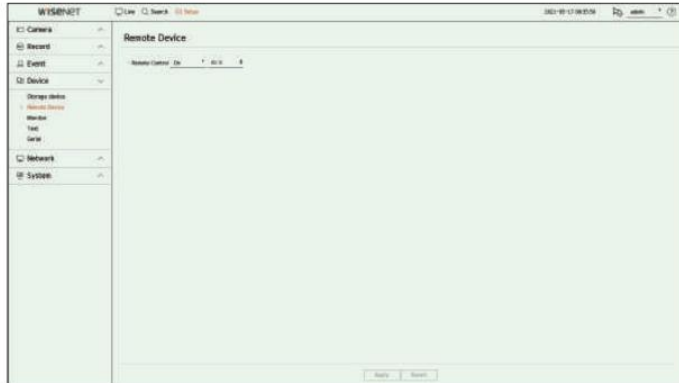 WISENET
Live Search Setup
admin
Camera
Record
Event
Device
Storage device
Remote Device
Monitor
Text
Serial
Network
System
Remote Device
Remote Control On
Apply